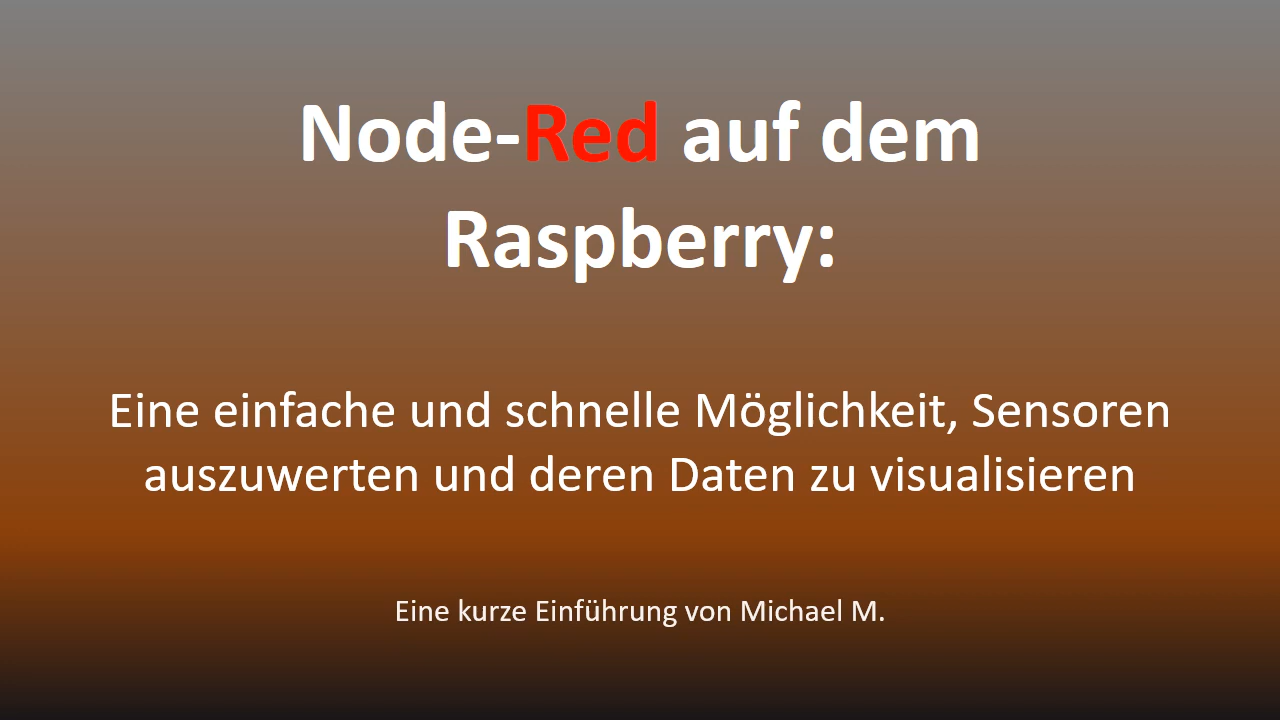 Node-Red auf dem
Raspberry:
Eine einfache und schnelle Möglichkeit, Sensoren
auszuwerten und deren Daten zu visualisieren
Eine kurze Einführung von Michael M.